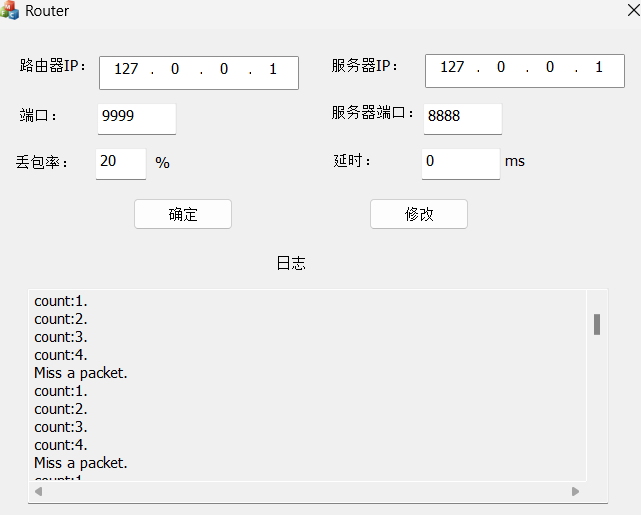 Router
路由器IP： 127 . 0 . 0 . 1 服务器IP： 127 . 0 . 0 . 1
端口： 9999 服务器端口： 8888
丢包率： 20 % 延时： 0 ms
确定 修改
日志
count:1.
count:2.
count:3.
count:4.
Miss a packet.
count:1.
count:2.
count:3.
count:4.
Miss a packet.
count:1